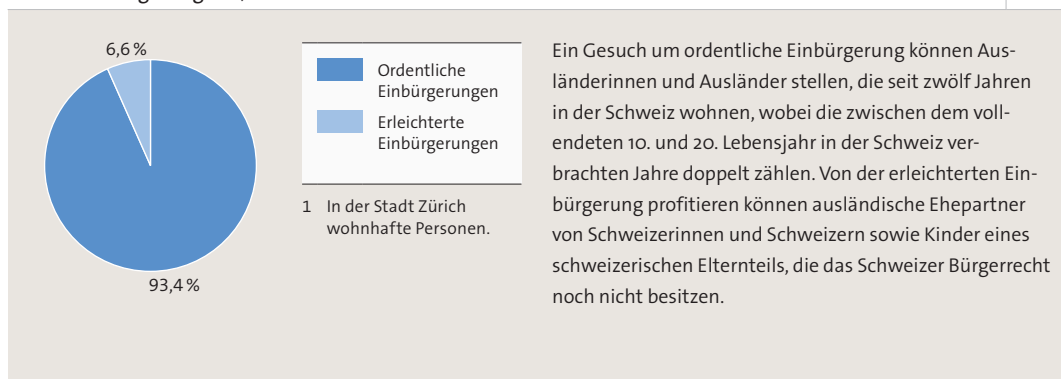 6,6 %
93,4 %
Ordentliche
Einbürgerungen
Erleichterte
Einbürgerungen
1 In der Stadt Zürich
wohnhafte Personen.
Ein Gesuch um ordentliche Einbürgerung können Aus-
länderinnen und Ausländer stellen, die seit zwölf Jahren
in der Schweiz wohnen, wobei die zwischen dem voll-
endeten 10. und 20. Lebensjahr in der Schweiz ver-
brachten Jahre doppelt zählen. Von der erleichterten Ein-
bürgerung profitieren können ausländische Ehepartner
von Schweizerinnen und Schweizern sowie Kinder eines
schweizerischen Elternteils, die das Schweizer Bürgerrecht
noch nicht besitzen.